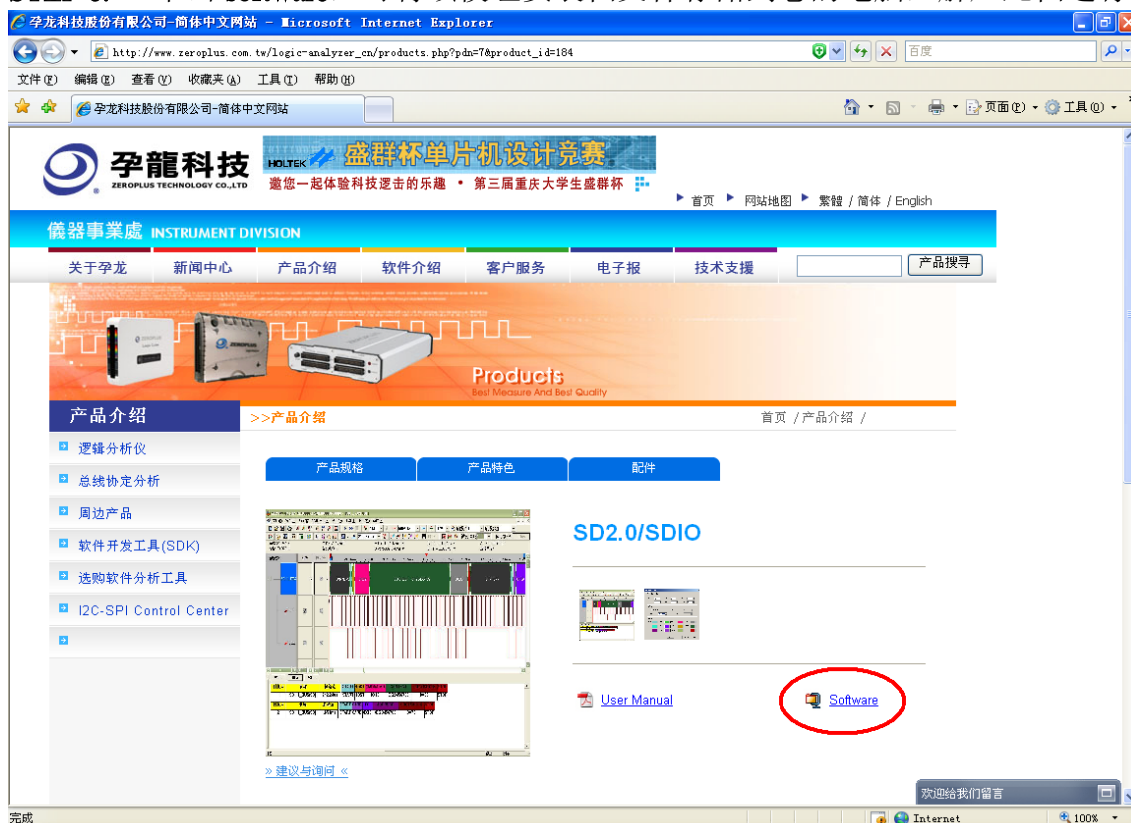 孕龙科技股份有限公司-简体中文网站 - Microsoft Internet Explorer
http://www.zeroplus.com.tw/logic-analyzer_cn/products.php?pdn=7&product_id=184
百度
文件(F) 编辑(E) 查看(V) 收藏夹(A) 工具(T) 帮助(H)
孕龙科技股份有限公司-简体中文网站
页面(P) 工具(O)
孕龍科技
ZEROPLUS TECHNOLOGY CO.,LTD
HOLTEK 盛群杯单片机设计竞赛
邀您一起体验科技逻击的乐趣 • 第三届重庆大学生盛群杯
首页 网站地图 繁體 / 简体 / English
儀器事業處 INSTRUMENT DIVISION
关于孕龙 新闻中心 产品介绍 软件介绍 客户服务 电子报 技术支援 产品搜寻
Products
Best Measure And Best Quality
产品介绍
>>产品介绍
首页 / 产品介绍 /
逻辑分析仪
总线协定分析
周边产品
软件开发工具(SDK)
选购软件分析工具
I2C-SPI Control Center
产品规格 产品特色 配件
SD2.0/SDIO
User Manual
Software
» 建议与询问 «
欢迎给我们留言
完成
Internet
100%